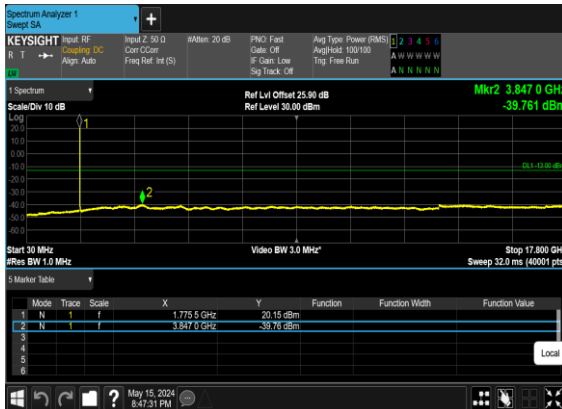 Spectrum Analyzer 1
Swept SA
+
KEYSIGHT Input: RF Input Z: 50 Ω #Atten: 20 dB PNO: Fast Avg Type: Power (RMS) 1 2 3 4 5 6
R T Coupling: DC Corr CCorr Gate: Off Avg|Hold: 100/100 A W W W W W
Align: Auto Freq Ref: Int (S) IF Gain: Low Trig: Free Run
Sig Track: Off A N N N N N
1 Spectrum
Scale/Div 10 dB
Ref Lvl Offset 25.90 dB
Ref Level 30.00 dBm
Mkr2 3.847 0 GHz
-39.761 dBm
Log
20.0
10.0
0.00
-10.0
-20.0
-30.0
-40.0
-50.0
-60.0
1
2
DL1 -13.00 dBm
Start 30 MHz Video BW 3.0 MHz* Stop 17.800 GHz
#Res BW 1.0 MHz Sweep 32.0 ms (40001 pts)
5 Marker Table
Mode Trace Scale X Y Function Function Width Function Value
1 N 1 f 1.775 5 GHz 20.15 dBm
2 N 1 f 3.847 0 GHz -39.76 dBm
3
4
5
6
Local
? May 15, 2024
8:47:31 PM